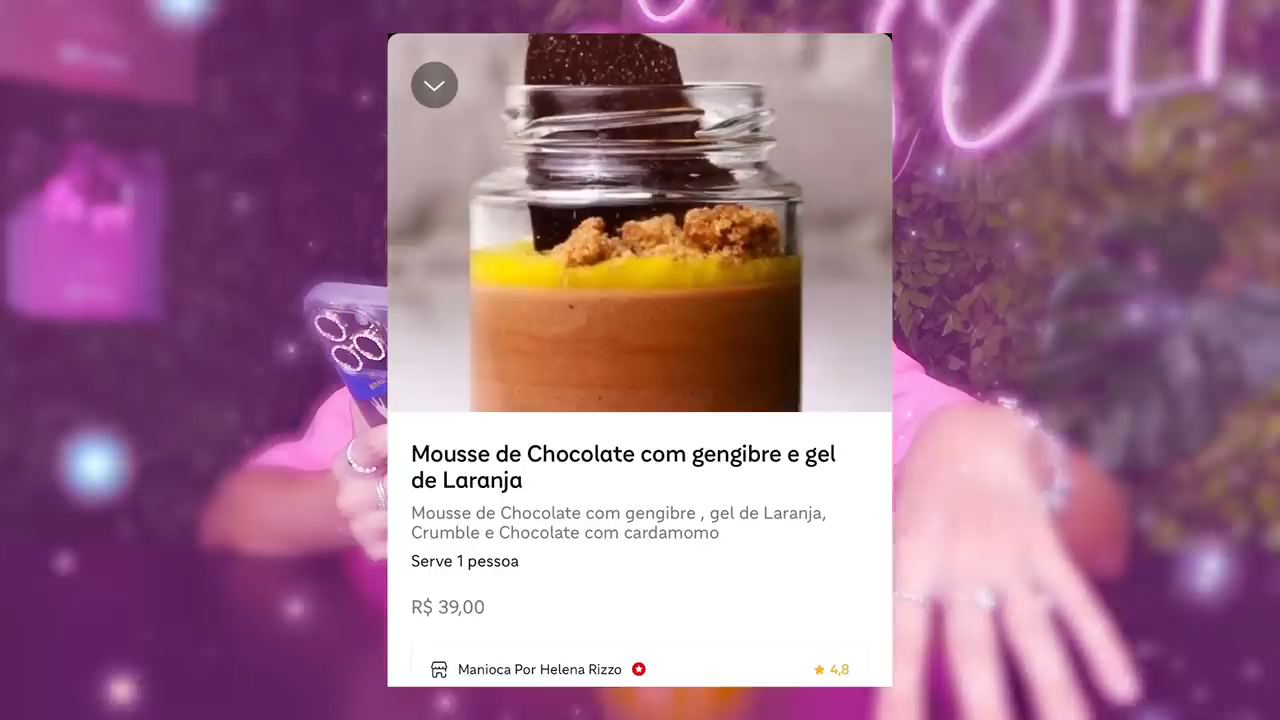 Mousse de Chocolate com gengibre e gel
de Laranja
Mousse de Chocolate com gengibre , gel de Laranja,
Crumble e Chocolate com cardamomo
Serve 1 pessoa
R$ 39,00
Manioca Por Helena Rizzo
4,8